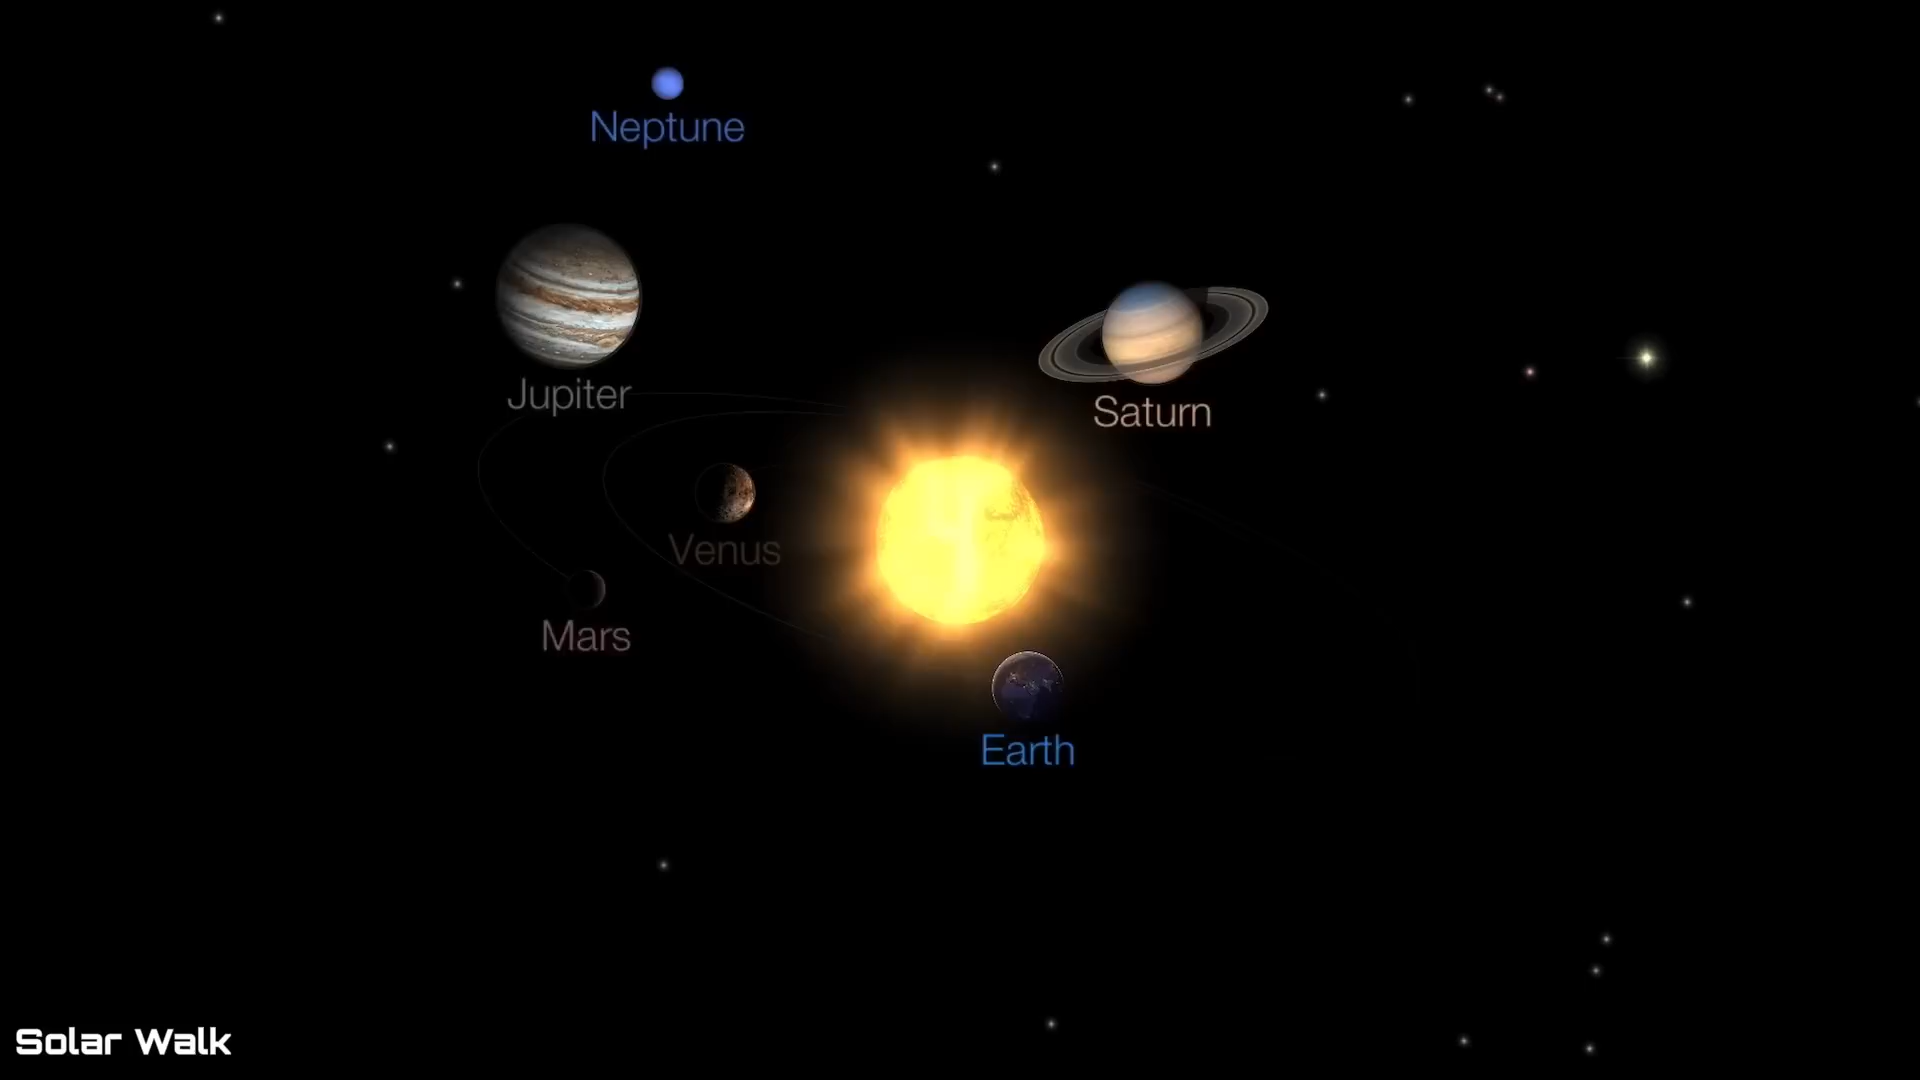 Neptune
Jupiter
Saturn
Venus
Mars
Earth
Solar Walk